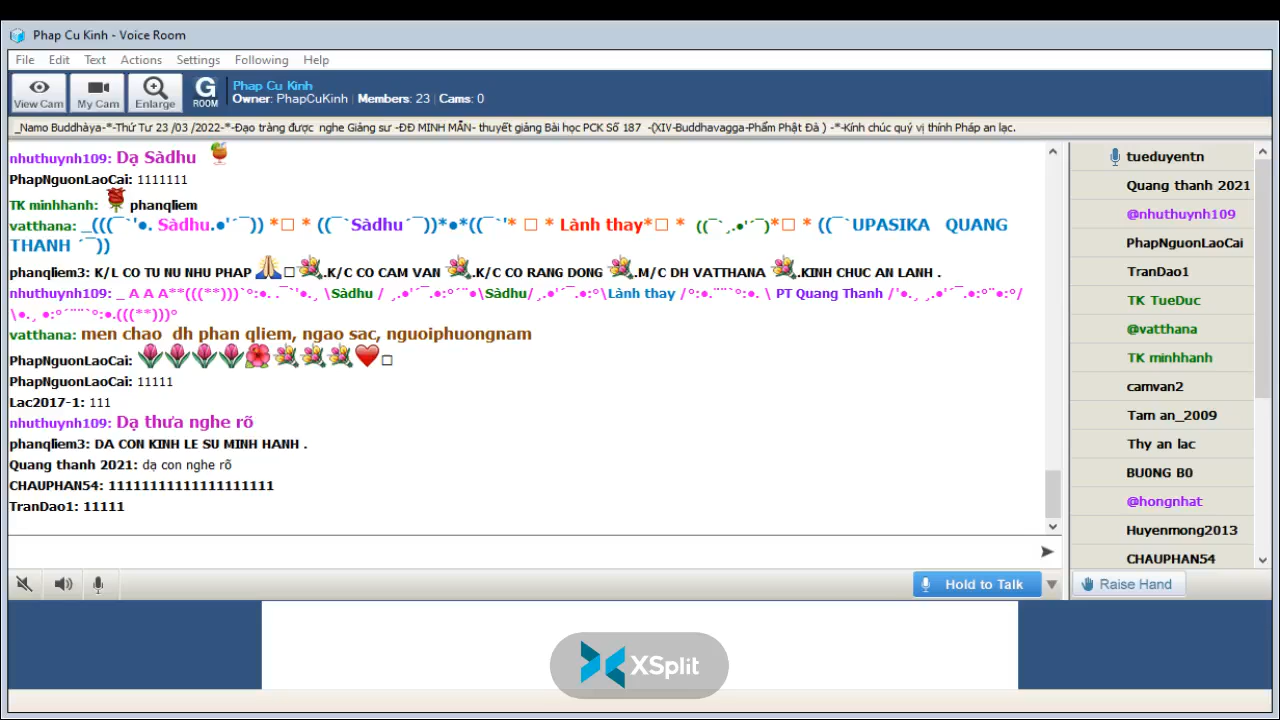 Phap Cu Kinh - Voice Room
File Edit Text Actions Settings Following Help
View Cam My Cam Enlarge G ROOM
Phap Cu Kinh
Owner: PhapCuKinh | Members: 23 | Cams: 0
_Namo Buddhàya-*-Thứ Tư 23 /03 /2022-*-Đạo tràng được nghe Giảng sư -ĐĐ MINH MẪN- thuyết giảng Bài học PCK Số 187 -(XIV-Buddhavagga-Phẩm Phật Đà ) -*-Kính chúc quý vị thính Pháp an lạc.
nhuthuynh109: Dạ Sàdhu
PhapNguonLaoCai: 1111111
TK minhhanh: phanqliem
vatthana: _(((¯`'●. Sàdhu.●'´¯)) *□ * ((¯`Sàdhu´¯))*●*((¯`'* □ * Lành thay*□ * ((¯`¸.●'´¯)*□ * ((¯`UPASIKA QUANG
THANH ´¯))
phanqliem3: K/L CO TU NU NHU PHAP □.K/C CO CAM VAN .K/C CO RANG DONG .M/C DH VATTHANA .KINH CHUC AN LANH .
nhuthuynh109: _ A A A**(((**)))`°:●. .¯`'●.¸ \Sàdhu / ¸.●'´¯.●:°´¨●\Sàdhu/¸.●'´¯.●:°\Lành thay /°:●.¨¨`°:●. \ PT Quang Thanh /'●.¸ ¸.●'´¯.●:°¨●:°/
\●.¸ ●:°´¨¨`°:●.(((**)))°
vatthana: men chao dh phan qliem, ngao sac, nguoiphuongnam
PhapNguonLaoCai: □
PhapNguonLaoCai: 11111
Lac2017-1: 111
nhuthuynh109: Dạ thưa nghe rõ
phanqliem3: DA CON KINH LE SU MINH HANH .
Quang thanh 2021: dạ con nghe rõ
CHAUPHAN54: 11111111111111111111
TranDao1: 11111
tueduyentn
Quang thanh 2021
@nhuthuynh109
PhapNguonLaoCai
TranDao1
TK TueDuc
@vatthana
TK minhhanh
camvan2
Tam an_2009
Thy an lac
BU0NG B0
@hongnhat
Huyenmong2013
CHAUPHAN54
Hold to Talk
Raise Hand
XSplit